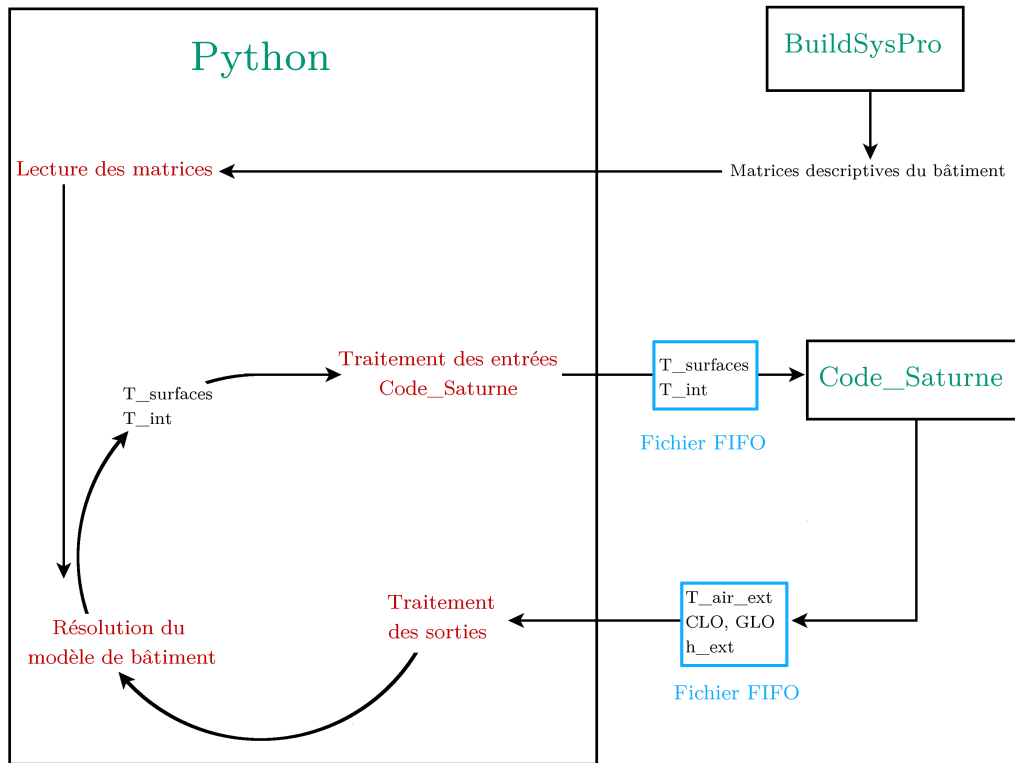 Python
BuildSysPro
Lecture des matrices
Matrices descriptives du bâtiment
Traitement des entrées
Code_Saturne
T_surfaces
T_int
T_surfaces
T_int
Code_Saturne
Fichier FIFO
Traitement
des sorties
T_air_ext
CLO, GLO
h_ext
Résolution du
modèle de bâtiment
Fichier FIFO